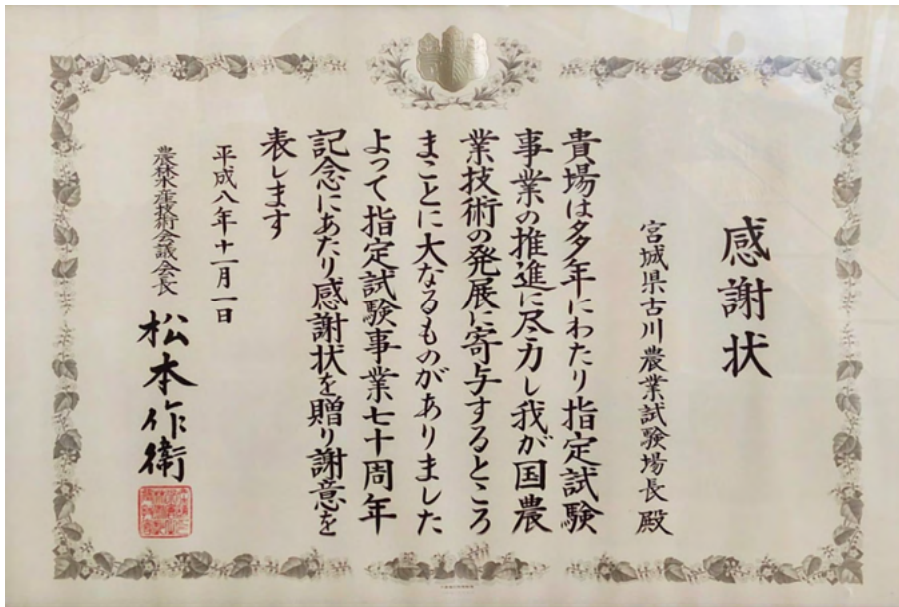 感謝状
宮城県古川農業試験場長 殿
貴場は多年にわたり指定試験
事業の推進に尽力し我が国農
業技術の発展に寄与するところ
まことに大なるものがありました
よって指定試験事業七十周年
記念にあたり感謝状を贈り謝意を
表します
平成八年十一月一日
農林水産技術会議会長
松本作衛